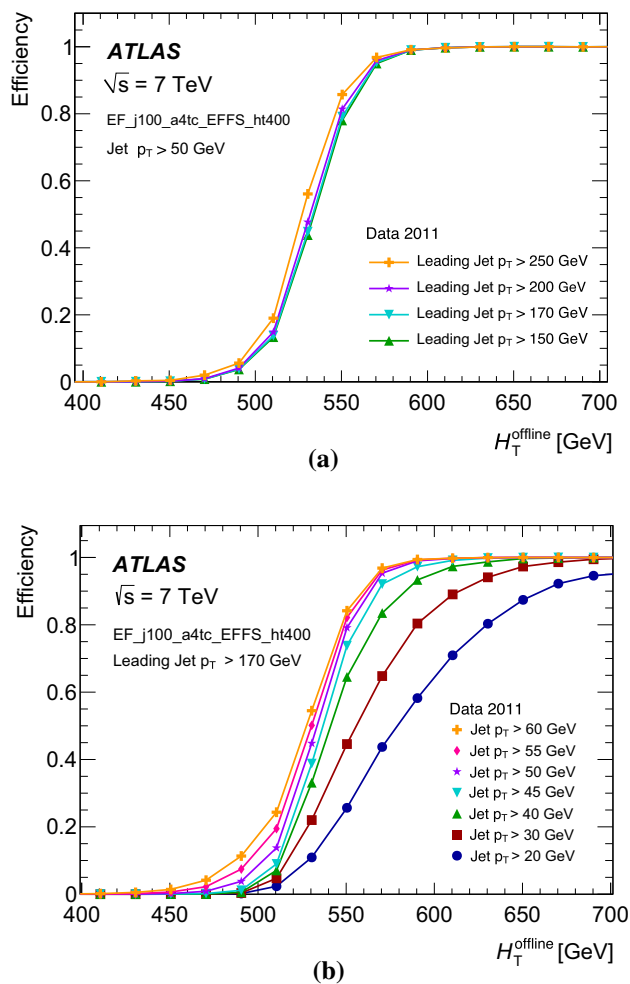 Efficiency
ATLAS
√s = 7 TeV
EF_j100_a4tc_EFFS_ht400
Jet p_T > 50 GeV
Data 2011
Leading Jet p_T > 250 GeV
Leading Jet p_T > 200 GeV
Leading Jet p_T > 170 GeV
Leading Jet p_T > 150 GeV
1
0.8
0.6
0.4
0.2
0
400 450 500 550 600 650 700
H_T^offline [GeV]
(a)
Efficiency
ATLAS
√s = 7 TeV
EF_j100_a4tc_EFFS_ht400
Leading Jet p_T > 170 GeV
Data 2011
Jet p_T > 60 GeV
Jet p_T > 55 GeV
Jet p_T > 50 GeV
Jet p_T > 45 GeV
Jet p_T > 40 GeV
Jet p_T > 30 GeV
Jet p_T > 20 GeV
1
0.8
0.6
0.4
0.2
0
400 450 500 550 600 650 700
H_T^offline [GeV]
(b)